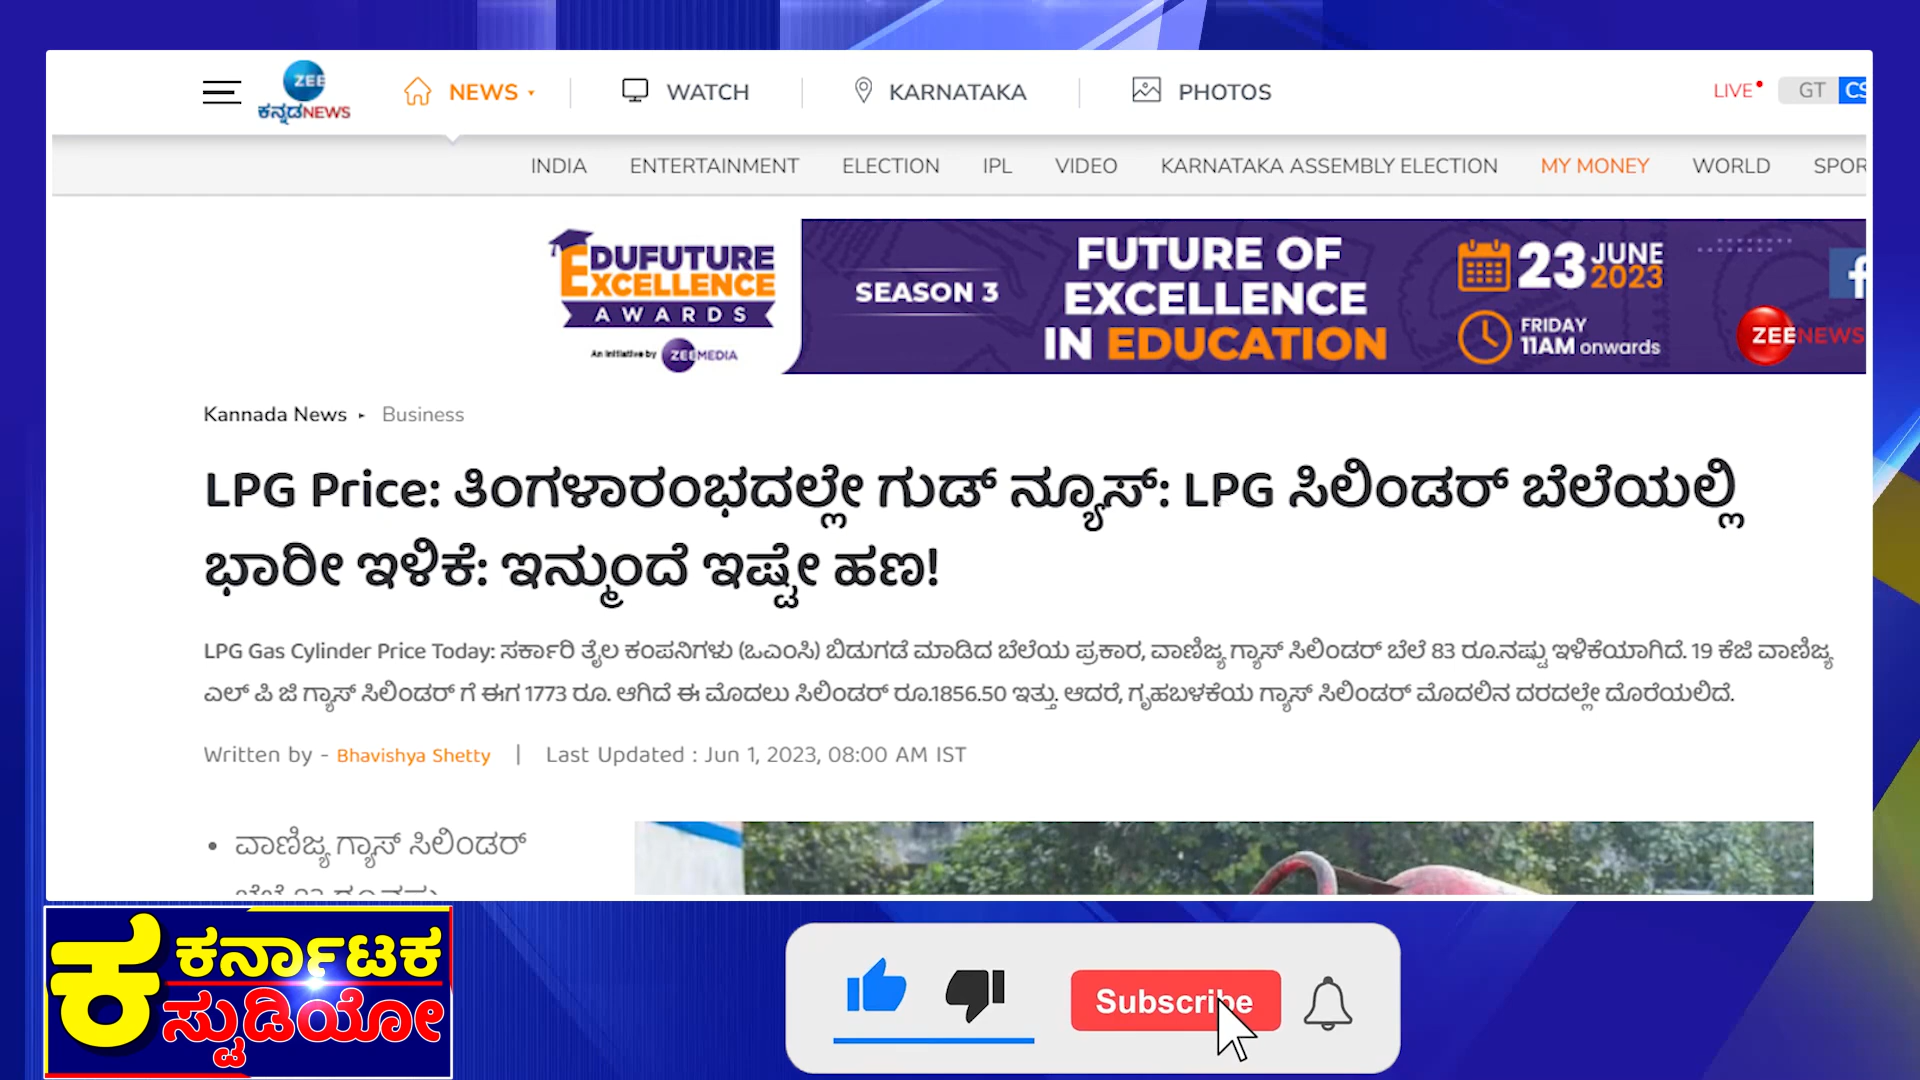 ZEE
ಕನ್ನಡNEWS
NEWS
WATCH
KARNATAKA
PHOTOS
LIVE
GT
INDIA
ENTERTAINMENT
ELECTION
IPL
VIDEO
KARNATAKA ASSEMBLY ELECTION
MY MONEY
WORLD
EDUFUTURE
EXCELLENCE
AWARDS
An Initiative by ZEE MEDIA
SEASON 3
FUTURE OF
EXCELLENCE
IN EDUCATION
23 JUNE
2023
FRIDAY
11AM onwards
ZEE NEWS
Kannada News ▸ Business
LPG Price: ತಿಂಗಳಾರಂಭದಲ್ಲೇ ಗುಡ್ ನ್ಯೂಸ್: LPG ಸಿಲಿಂಡರ್ ಬೆಲೆಯಲ್ಲಿ
ಭಾರೀ ಇಳಿಕೆ: ಇನ್ಮುಂದೆ ಇಷ್ಟೇ ಹಣ!
LPG Gas Cylinder Price Today: ಸರ್ಕಾರಿ ತೈಲ ಕಂಪನಿಗಳು (ಒಎಂಸಿ) ಬಿಡುಗಡೆ ಮಾಡಿದ ಬೆಲೆಯ ಪ್ರಕಾರ, ವಾಣಿಜ್ಯ ಗ್ಯಾಸ್ ಸಿಲಿಂಡರ್ ಬೆಲೆ 83 ರೂ.ನಷ್ಟು ಇಳಿಕೆಯಾಗಿದೆ. 19 ಕೆಜಿ ವಾಣಿಜ್ಯ
ಎಲ್ ಪಿ ಜಿ ಗ್ಯಾಸ್ ಸಿಲಿಂಡರ್ ಗೆ ಈಗ 1773 ರೂ. ಆಗಿದೆ ಈ ಮೊದಲು ಸಿಲಿಂಡರ್ ರೂ.1856.50 ಇತ್ತು. ಆದರೆ, ಗೃಹಬಳಕೆಯ ಗ್ಯಾಸ್ ಸಿಲಿಂಡರ್ ಮೊದಲಿನ ದರದಲ್ಲೇ ದೊರೆಯಲಿದೆ.
Written by - Bhavishya Shetty | Last Updated : Jun 1, 2023, 08:00 AM IST
• ವಾಣಿಜ್ಯ ಗ್ಯಾಸ್ ಸಿಲಿಂಡರ್
ಕ ಕರ್ನಾಟಕ
ಸ್ಟುಡಿಯೋ
Subscribe